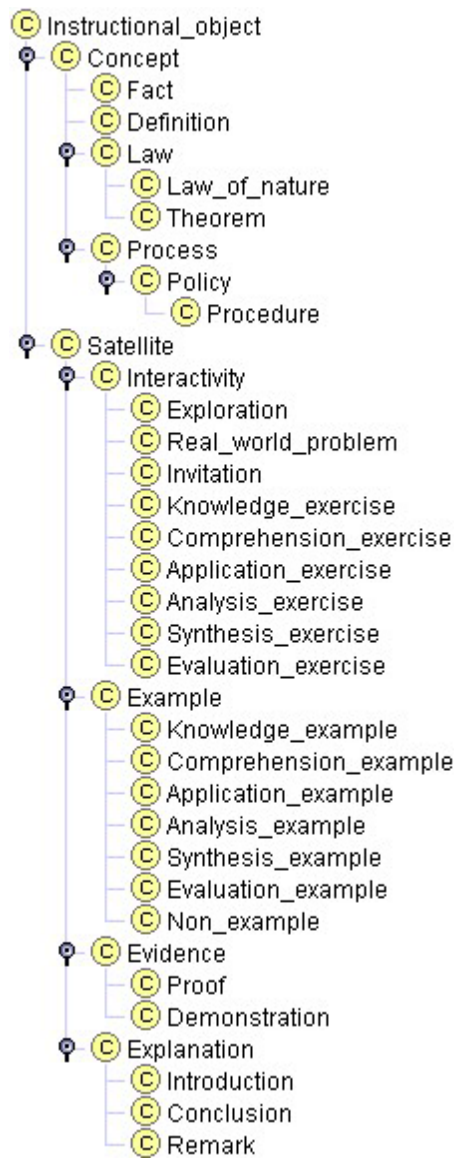 C Instructional_object
C Concept
C Fact
C Definition
C Law
C Law_of_nature
C Theorem
C Process
C Policy
C Procedure
C Satellite
C Interactivity
C Exploration
C Real_world_problem
C Invitation
C Knowledge_exercise
C Comprehension_exercise
C Application_exercise
C Analysis_exercise
C Synthesis_exercise
C Evaluation_exercise
C Example
C Knowledge_example
C Comprehension_example
C Application_example
C Analysis_example
C Synthesis_example
C Evaluation_example
C Non_example
C Evidence
C Proof
C Demonstration
C Explanation
C Introduction
C Conclusion
C Remark